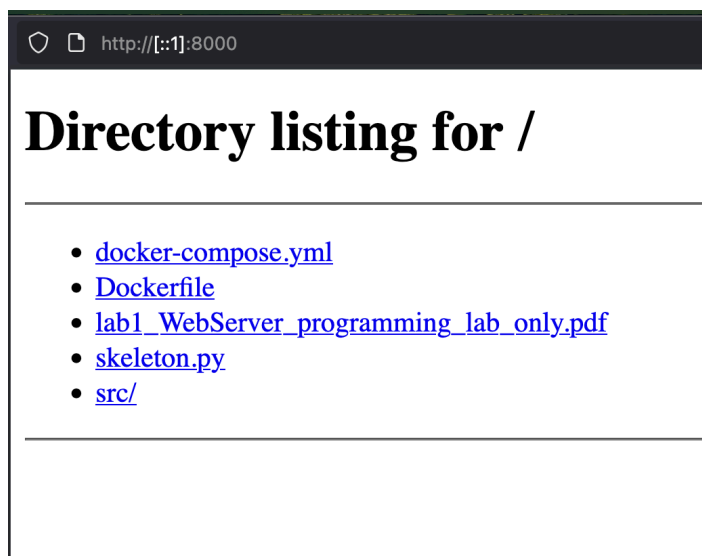 http://[::1]:8000
Directory listing for /
docker-compose.yml
Dockerfile
lab1_WebServer_programming_lab_only.pdf
skeleton.py
src/